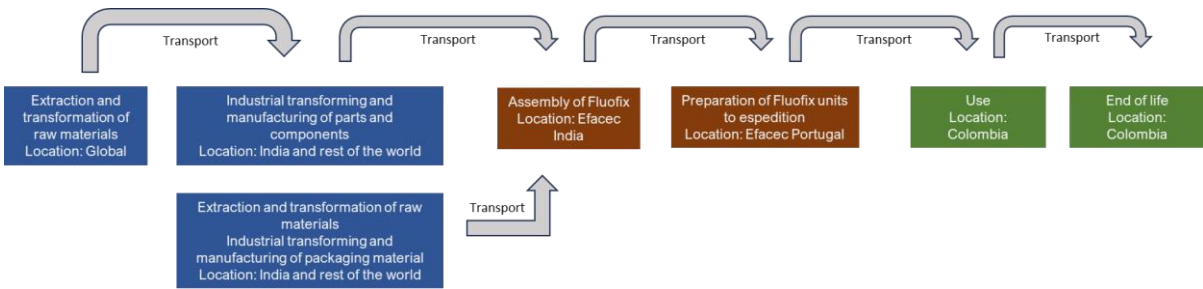 Transport
Transport
Transport
Transport
Transport
Extraction and
transformation of
raw materials
Location: Global
Industrial transforming and
manufacturing of parts and
components
Location: India and rest of the world
Assembly of Fluofix
Location: Efacec
India
Preparation of Fluofix units
to espedition
Location: Efacec Portugal
Use
Location:
Colombia
End of life
Location:
Colombia
Extraction and transformation of raw
materials
Industrial transforming and
manufacturing of packaging material
Location: India and rest of the world
Transport